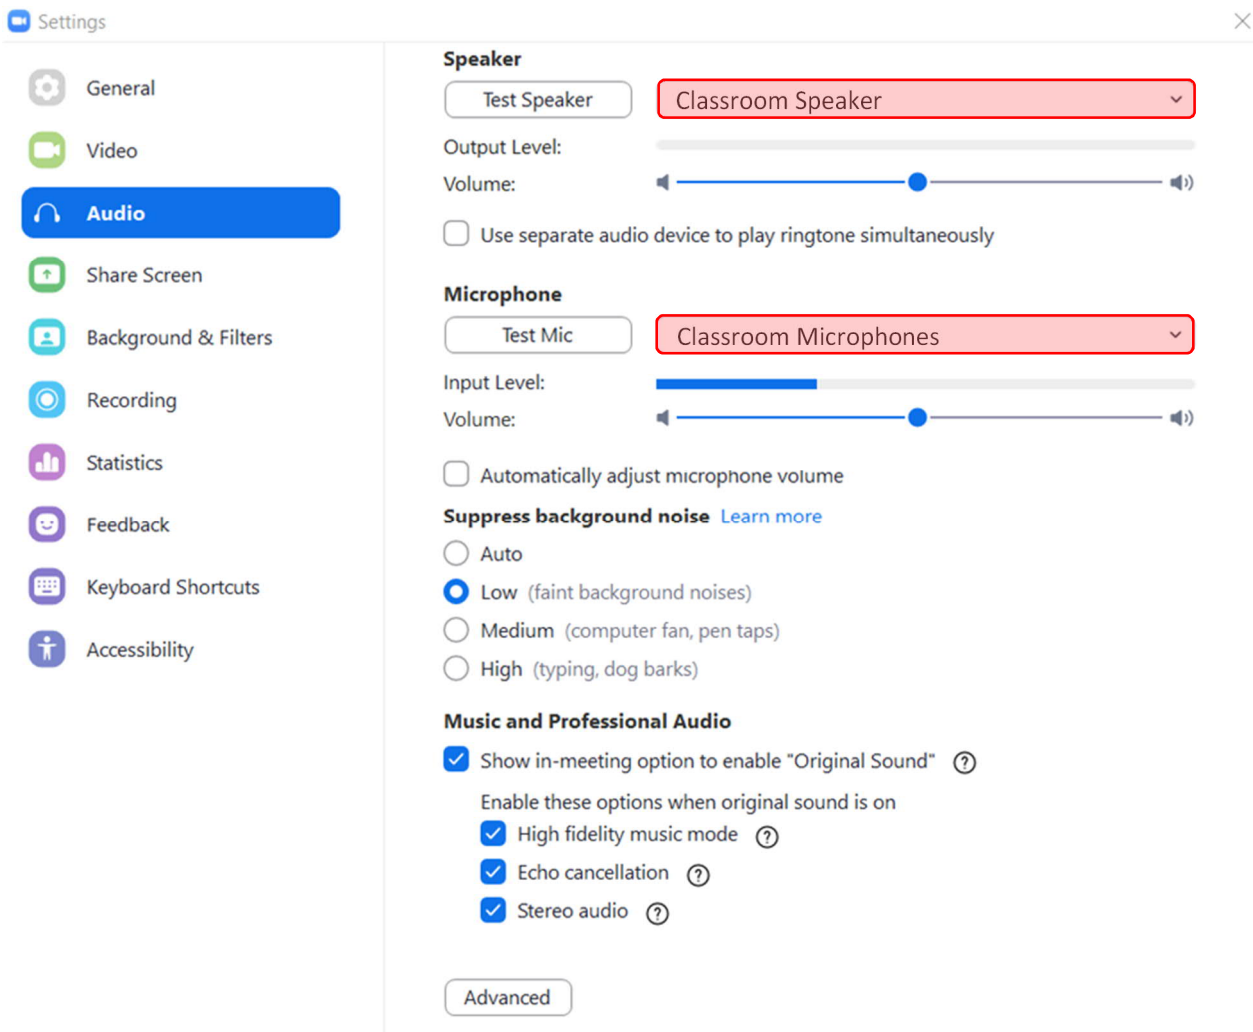 Settings
General
Video
Audio
Share Screen
Background & Filters
Recording
Statistics
Feedback
Keyboard Shortcuts
Accessibility
Speaker
Test Speaker Classroom Speaker
Output Level:
Volume:
Use separate audio device to play ringtone simultaneously
Microphone
Test Mic Classroom Microphones
Input Level:
Volume:
Automatically adjust microphone volume
Suppress background noise Learn more
Auto
Low (faint background noises)
Medium (computer fan, pen taps)
High (typing, dog barks)
Music and Professional Audio
Show in-meeting option to enable "Original Sound" ?
Enable these options when original sound is on
High fidelity music mode ?
Echo cancellation ?
Stereo audio ?
Advanced